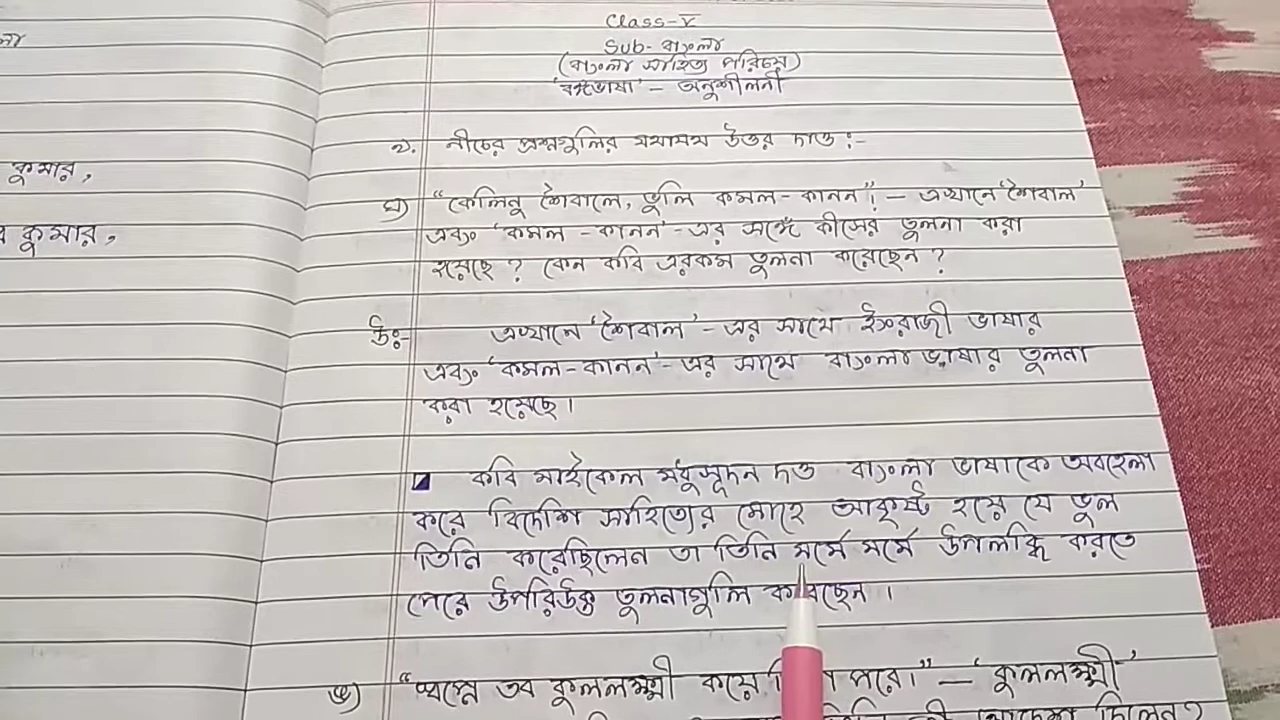 Class-V
Sub- বাংলা
(বাংলা সাহিত্য পরিচয়)
'বঙ্গভাষা' - অনুশীলনী
২. নীচের প্রশ্নগুলির যথাযথ উত্তর দাও :-
কুমার,
ঘ) "কেলিনু শৈবালে, ভুলি কমল-কানন"! - এখানে 'শৈবাল'
কুমার,
এবং 'কমল-কানন'-এর সঙ্গে কীসের তুলনা করা
হয়েছে ? কেন কবি এরকম তুলনা করেছেন ?
উঃ- এখানে 'শৈবাল'-এর সাথে ইংরাজী ভাষার
এবং 'কমল-কানন'-এর সাথে বাংলা ভাষার তুলনা
করা হয়েছে।
কবি মাইকেল মধুসূদন দত্ত বাংলা ভাষাকে অবহেলা
করে বিদেশি সাহিত্যের মোহে আকৃষ্ট হয়ে যে ভুল
তিনি করেছিলেন তা তিনি মর্মে মর্মে উপলব্ধি করতে
পেরে উপরিউক্ত তুলনাগুলি করেছেন ।
ঙ) "স্বপ্নে তব কুললক্ষ্মী কয়ে পরে।" - 'কুললক্ষ্মী'